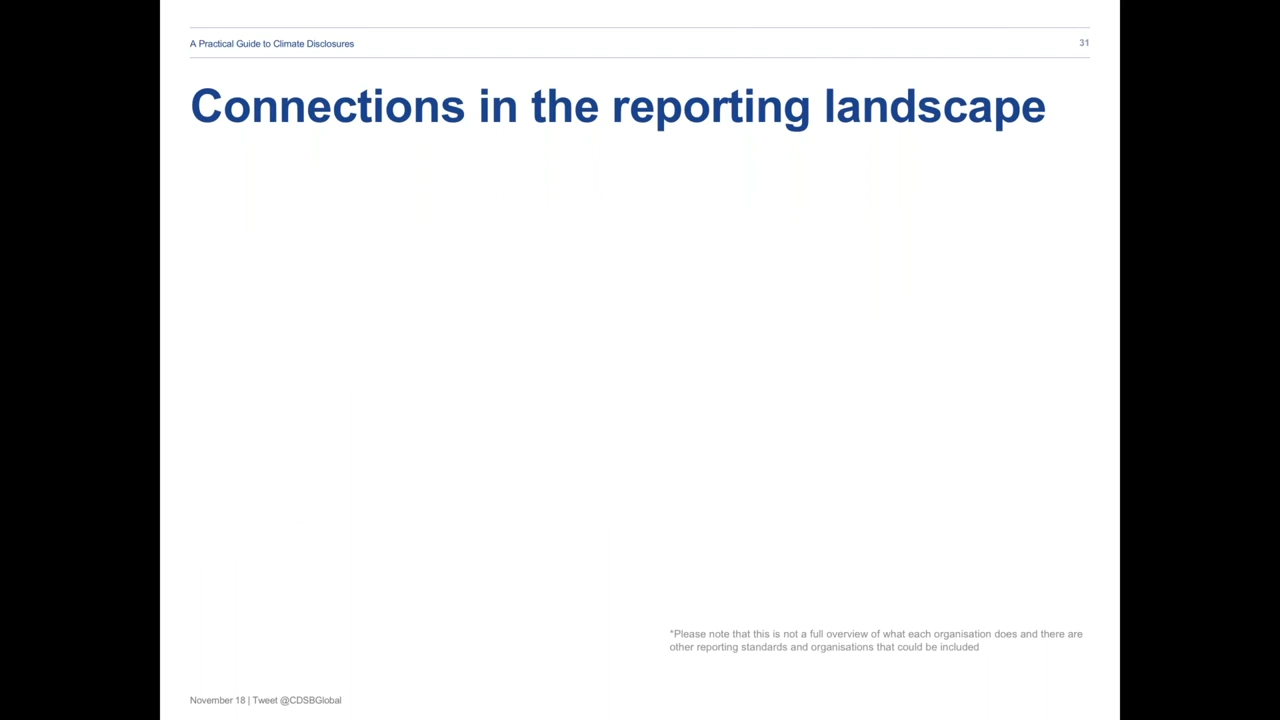 A Practical Guide to Climate Disclosures
31
Connections in the reporting landscape
*Please note that this is not a full overview of what each organisation does and there are
other reporting standards and organisations that could be included
November 18 | Tweet @CDSBGlobal